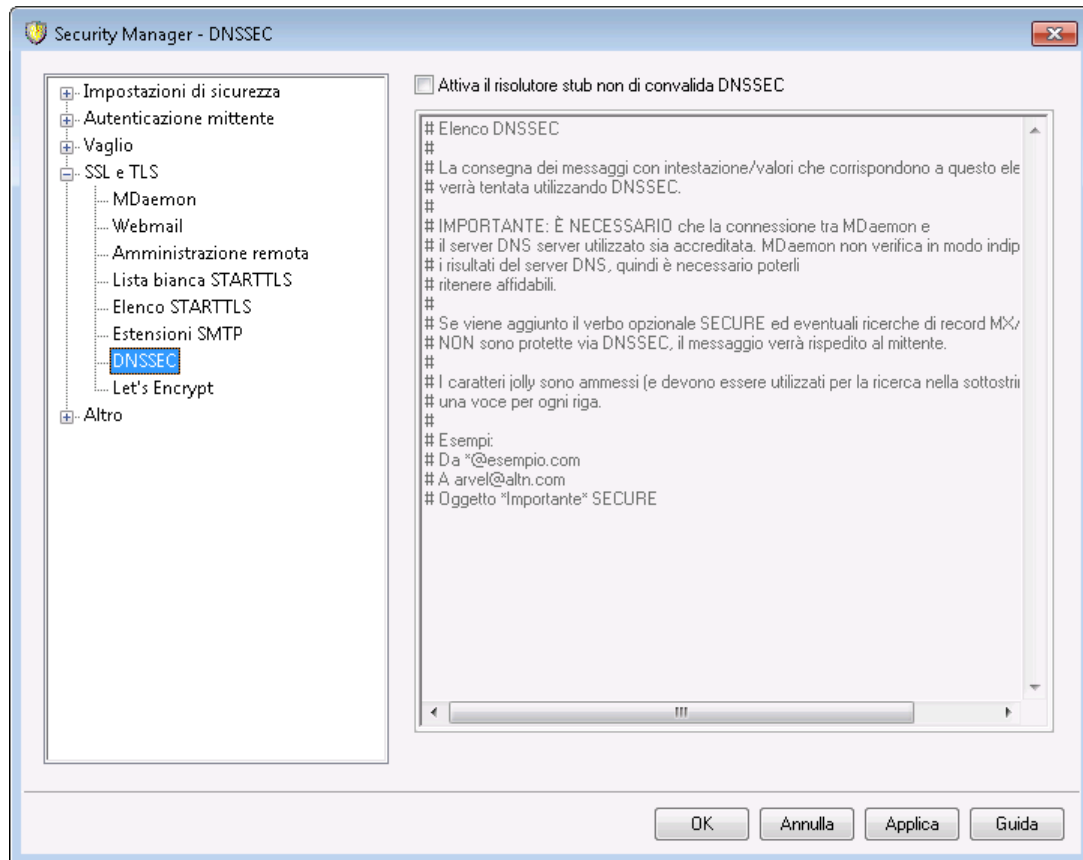 Security Manager - DNSSEC
Impostazioni di sicurezza
Autenticazione mittente
Vaglio
SSL e TLS
MDaemon
Webmail
Amministrazione remota
Lista bianca STARTTLS
Elenco STARTTLS
Estensioni SMTP
DNSSEC
Let's Encrypt
Altro
Attiva il risolutore stub non di convalida DNSSEC
# Elenco DNSSEC
#
# La consegna dei messaggi con intestazione/valori che corrispondono a questo ele
# verrà tentata utilizzando DNSSEC.
#
# IMPORTANTE: È NECESSARIO che la connessione tra MDaemon e
# il server DNS server utilizzato sia accreditata. MDaemon non verifica in modo indip
# i risultati del server DNS, quindi è necessario poterli
# ritenere affidabili.
#
# Se viene aggiunto il verbo opzionale SECURE ed eventuali ricerche di record MX/
# NON sono protette via DNSSEC, il messaggio verrà rispedito al mittente.
#
# I caratteri jolly sono ammessi (e devono essere utilizzati per la ricerca nella sottostrin
# una voce per ogni riga.
#
# Esempi:
# Da *@esempio.com
# A arvel@altn.com
# Oggetto *Importante* SECURE
OK
Annulla
Applica
Guida